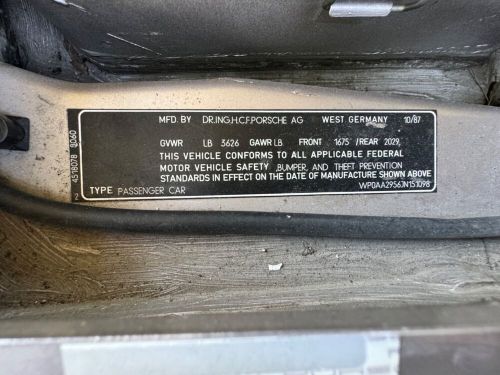 MFD. BY DR.ING.H.C.F.PORSCHE AG WEST GERMANY 10/87
GVWR LB 3626 GAWR LB FRONT 1675 /REAR 2029,
THIS VEHICLE CONFORMS TO ALL APPLICABLE FEDERAL
MOTOR VEHICLE SAFETY ,BUMPER, AND THEFT PREVENTION
STANDARDS IN EFFECT ON THE DATE OF MANUFACTURE SHOWN ABOVE
TYPE PASSENGER CAR WP0AA2956JN151098